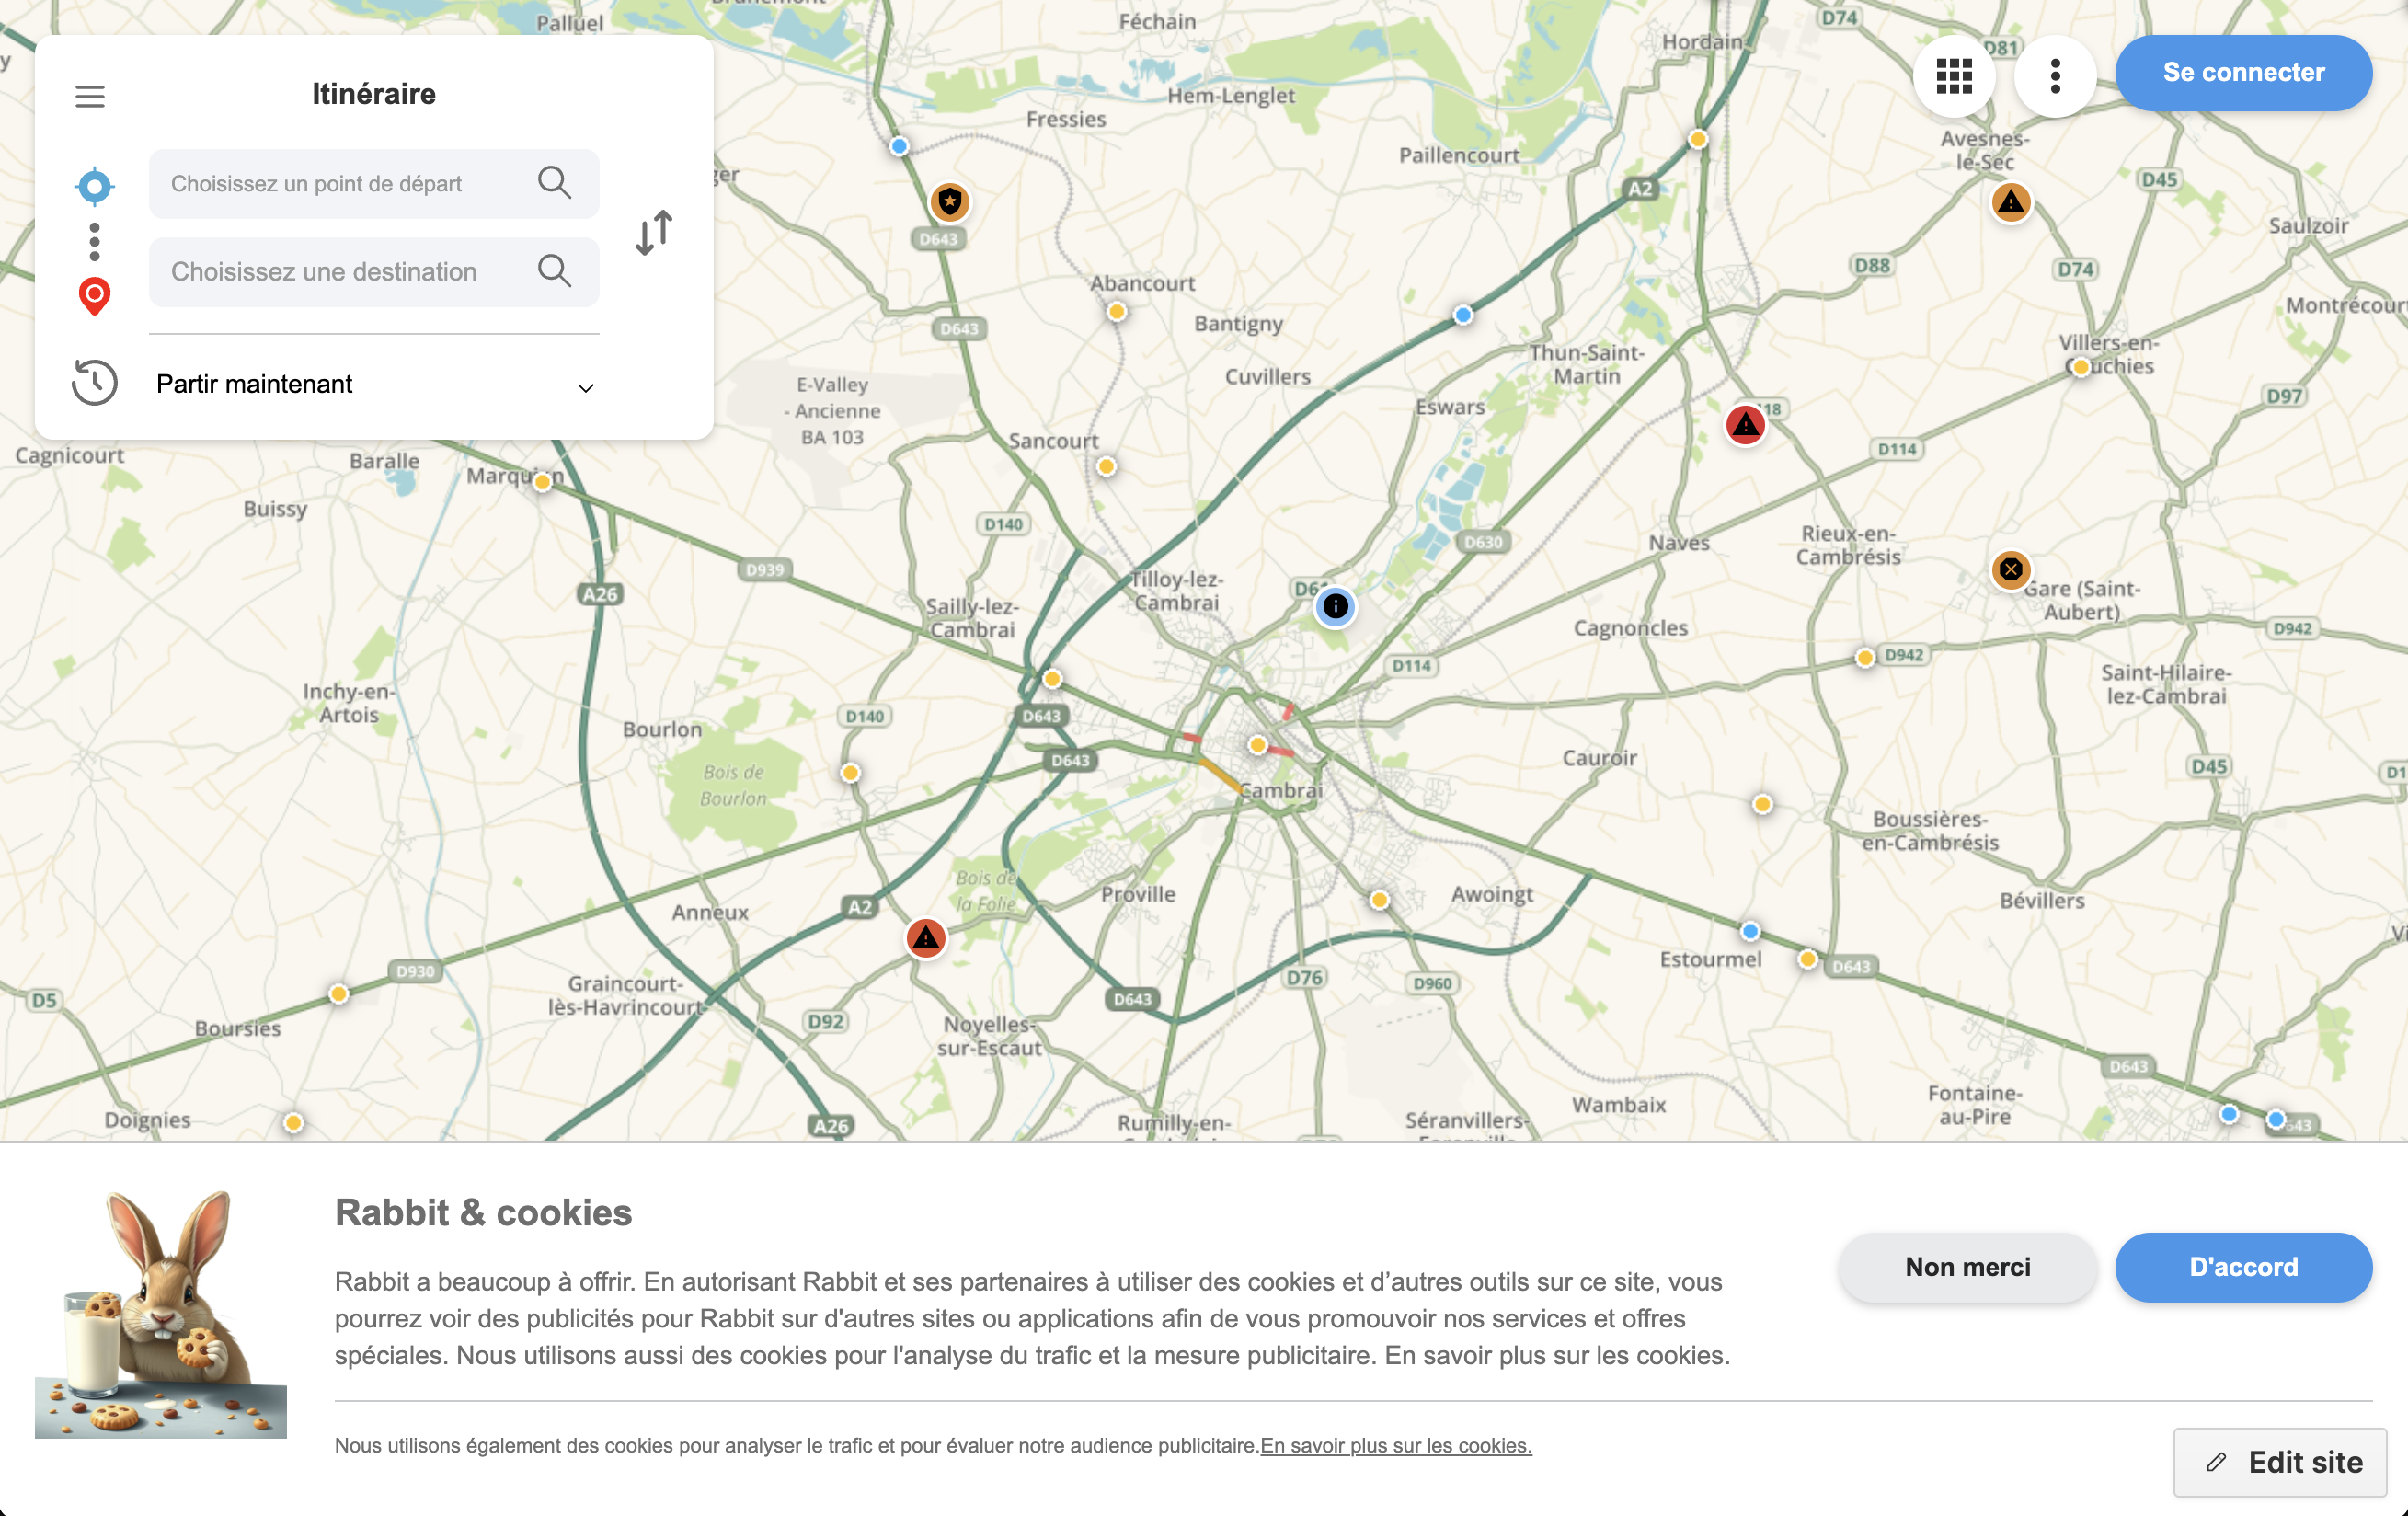 Palluel
Féchain
Hordain
D74
D81
Itinéraire
Se connecter
Hem-Lenglet
Fressies
Paillencourt
Avesnes-
le-Sec
Choisissez un point de départ
A2
D45
Saulzoir
D643
Choisissez une destination
Abancourt
D88
D74
D643
Bantigny
Montrécourt
Thun-Saint-
Martin
Villers-en-
Cauchies
Partir maintenant
E-Valley
- Ancienne
BA 103
Cuvillers
Eswars
D97
Sancourt
D114
Cagnicourt
Baralle
Marquion
Buissy
D140
D630
Naves
Rieux-en-
Cambrésis
D939
A26
Tilloy-lez-
Cambrai
Gare (Saint-
Aubert)
Sailly-lez-
Cambrai
Cagnoncles
D942
D114
D942
Inchy-en-
Artois
Saint-Hilaire-
lez-Cambrai
D140
D643
Bourlon
D643
Cauroir
D45
Bois de
Bourlon
Cambrai
Boussières-
en-Cambrésis
Bois de
la Folie
Proville
Awoingt
Bévillers
Anneux
A2
Estourmel
D643
D930
D76
D960
Graincourt-
lès-Havrincourt
D5
D643
Boursies
D92
Noyelles-
sur-Escaut
D643
Doignies
A26
Rumilly-en-
Séranvillers-
Wambaix
Fontaine-
au-Pire
Rabbit & cookies
Rabbit a beaucoup à offrir. En autorisant Rabbit et ses partenaires à utiliser des cookies et d’autres outils sur ce site, vous
pourrez voir des publicités pour Rabbit sur d'autres sites ou applications afin de vous promouvoir nos services et offres
spéciales. Nous utilisons aussi des cookies pour l'analyse du trafic et la mesure publicitaire. En savoir plus sur les cookies.
Non merci
D'accord
Nous utilisons également des cookies pour analyser le trafic et pour évaluer notre audience publicitaire.En savoir plus sur les cookies.
Edit site